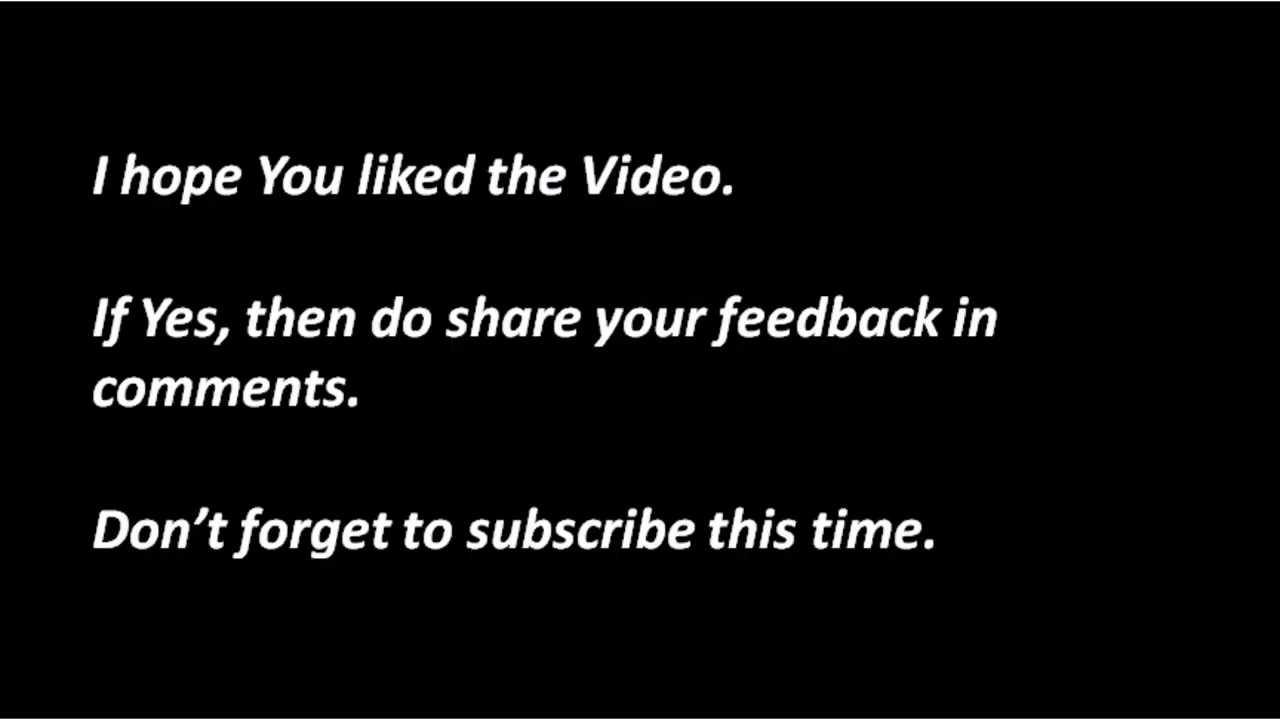 I hope You liked the Video.
If Yes, then do share your feedback in
comments.
Don’t forget to subscribe this time.